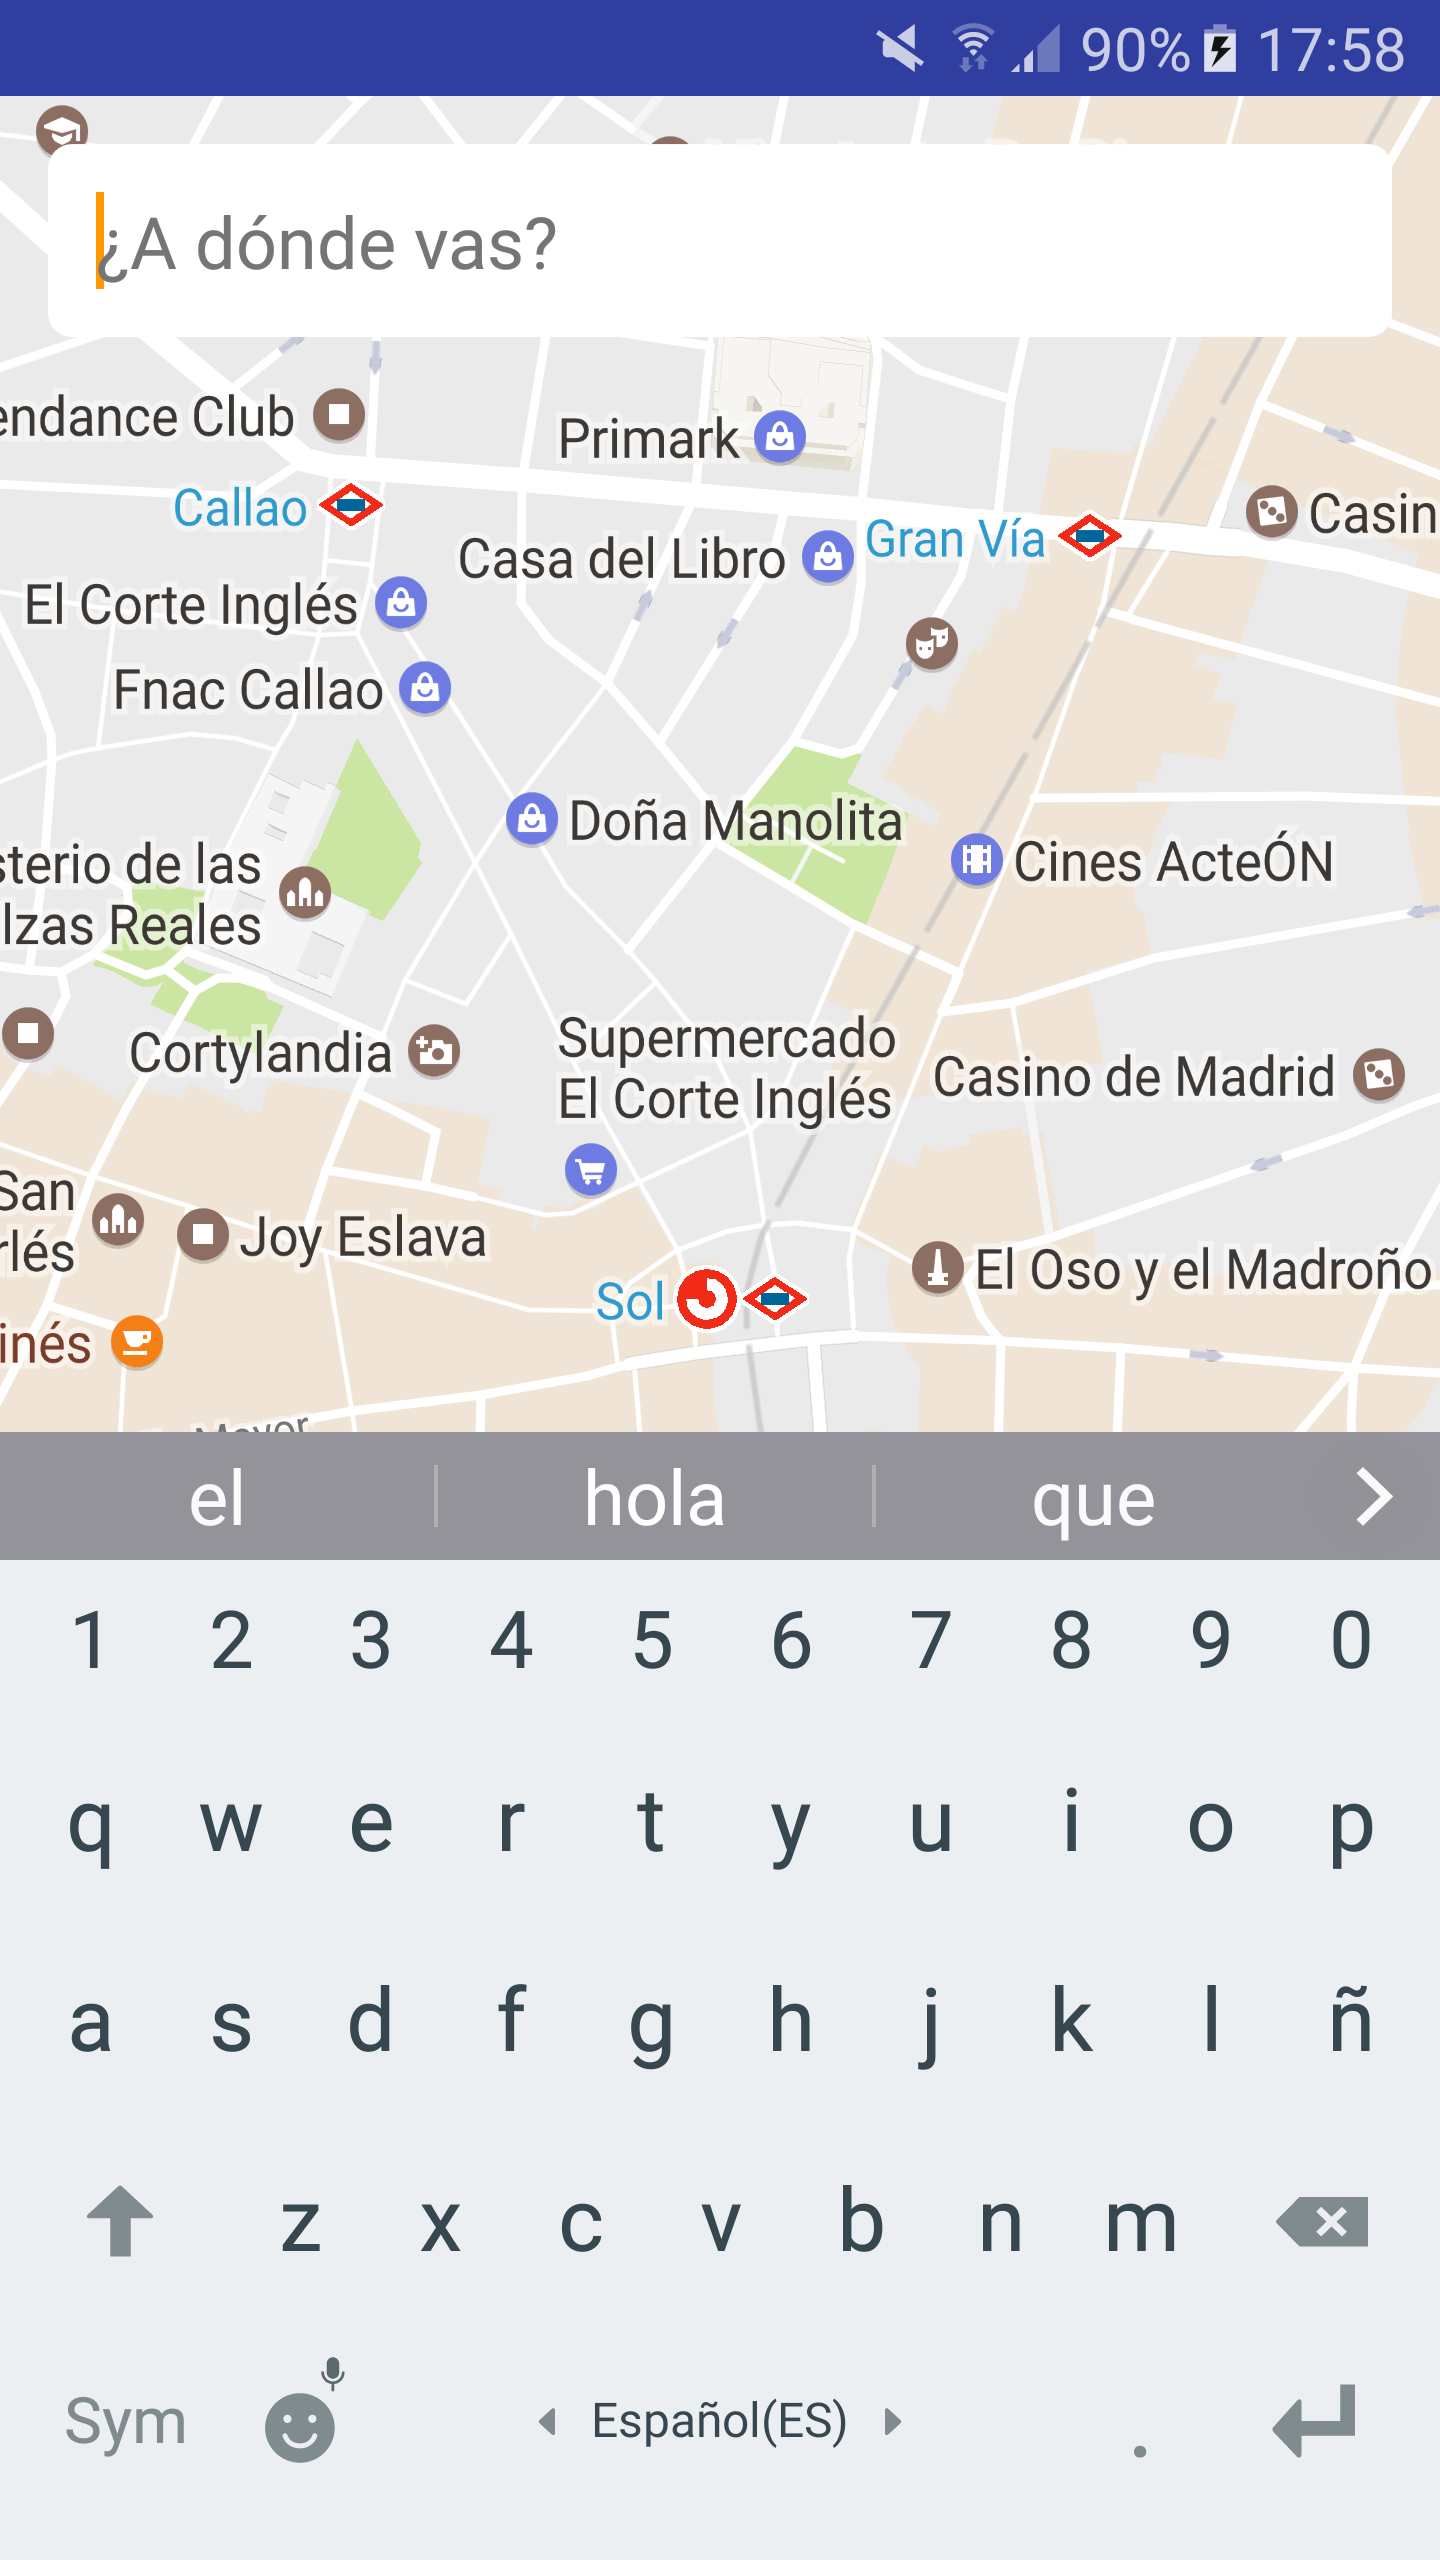 90% 17:58
¿A dónde vas?
endance Club
Primark
Callao
Casa del Libro
Gran Vía
Casin
El Corte Inglés
Fnac Callao
Doña Manolita
Cines ActeÓN
sterio de las
lzas Reales
Cortylandia
Supermercado
El Corte Inglés
Casino de Madrid
San
rlés
Joy Eslava
Sol
El Oso y el Madroño
inés
Mayor
el hola que
1 2 3 4 5 6 7 8 9 0
q w e r t y u i o p
a s d f g h j k l ñ
z x c v b n m
Sym Español(ES) .